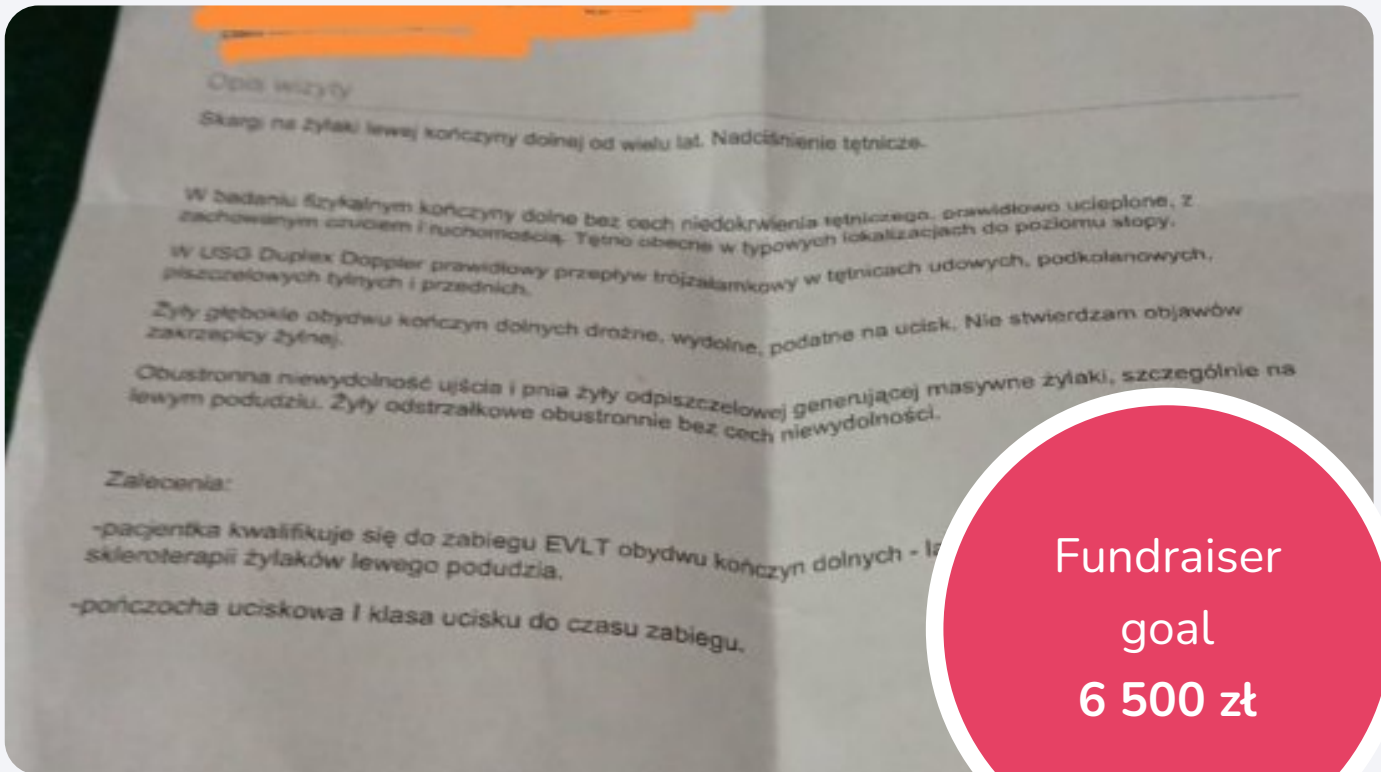 Opis wizyty
Skargi na żylaki lewej kończyny dolnej od wielu lat. Nadciśnienie tętnicze.
W badaniu fizykalnym kończyny dolne bez cech niedokrwienia tętniczego, prawidłowo ucieplone, z
zachowanym czuciem i ruchomością. Tętno obecne w typowych lokalizacjach do poziomu stopy.
W USG Duplex Doppler prawidłowy przepływ trójzałamkowy w tętnicach udowych, podkolanowych,
piszczelowych tylnych i przednich.
Żyły głębokie obydwu kończyn dolnych drożne, wydolne, podatne na ucisk. Nie stwierdzam objawów
zakrzepicy żylnej.
Obustronna niewydolność ujścia i pnia żyły odpiszczelowej generującej masywne żylaki, szczególnie na
lewym podudziu. Żyły odstrzałkowe obustronnie bez cech niewydolności.
Zalecenia:
-pacjentka kwalifikuje się do zabiegu EVLT obydwu kończyn dolnych -
skleroterapii żylaków lewego podudzia.
-pończocha uciskowa I klasa ucisku do czasu zabiegu.
Fundraiser
goal
6 500 zł